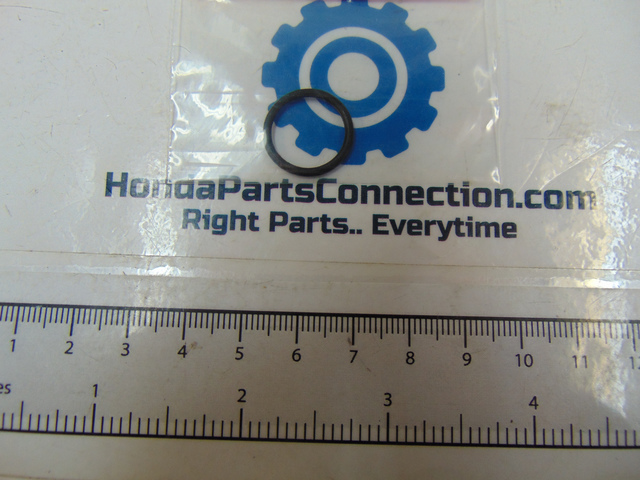 HondaPartsConnection.com
Right Parts.. Everytime
1 2 3 4 5 6 7 8 9 10 11
1 2 3 4